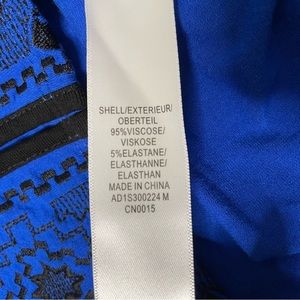 SHELL/EXTERIEUR/
OBERTEIL
95%VISCOSE/
VISKOSE
5%ELASTANE/
ELASTHANNE/
ELASTHAN
MADE IN CHINA
AD1S300224 M
CN0015